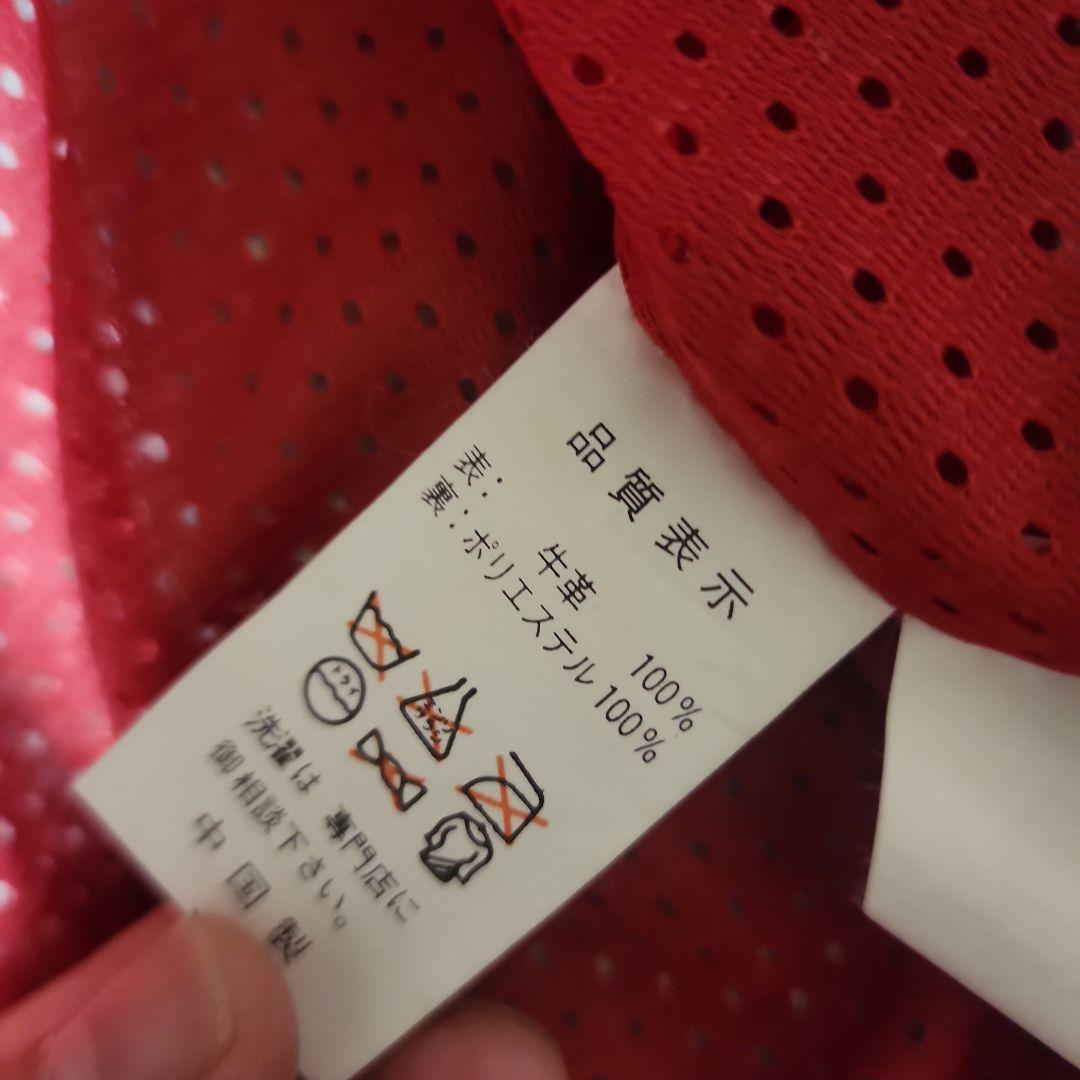 品質表示
表： 牛革 100%
裏：ポリエステル100%
ドライ
洗濯は 専門店に
御相談下さい。
中国製